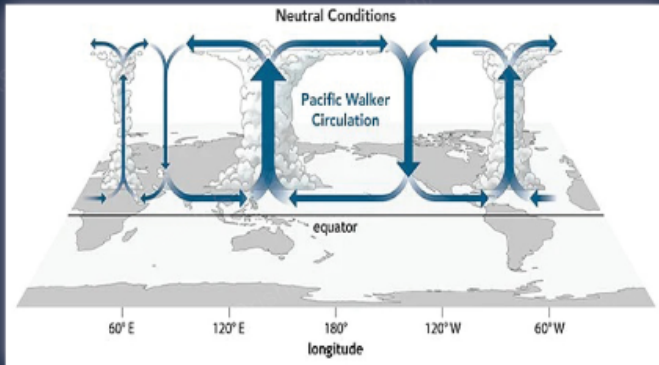 Neutral Conditions
Pacific Walker
Circulation
equator
60° E
120° E
180°
120° W
60° W
longitude